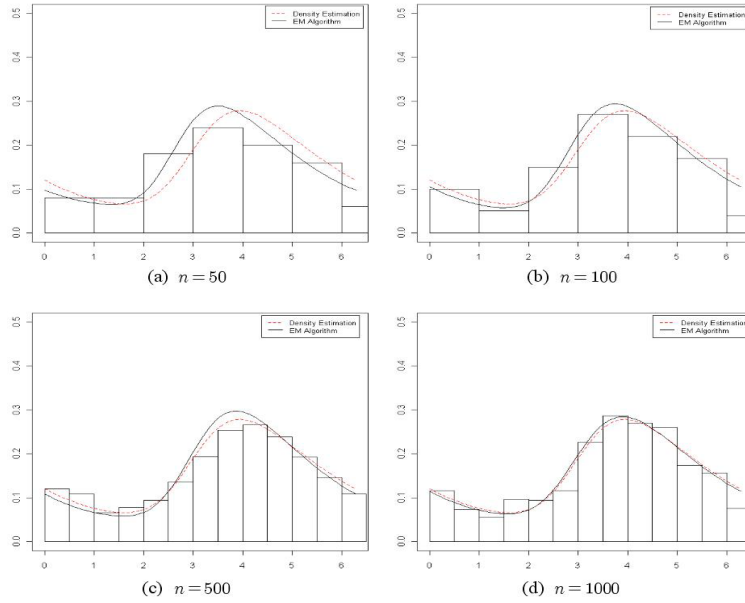 Density Estimation
EM Algorithm
0.5
0.4
0.3
0.2
0.1
0.0
0 1 2 3 4 5 6
(a) n = 50
Density Estimation
EM Algorithm
0.5
0.4
0.3
0.2
0.1
0.0
0 1 2 3 4 5 6
(b) n = 100
Density Estimation
EM Algorithm
0.5
0.4
0.3
0.2
0.1
0.0
0 1 2 3 4 5 6
(c) n = 500
Density Estimation
EM Algorithm
0.5
0.4
0.3
0.2
0.1
0.0
0 1 2 3 4 5 6
(d) n = 1000